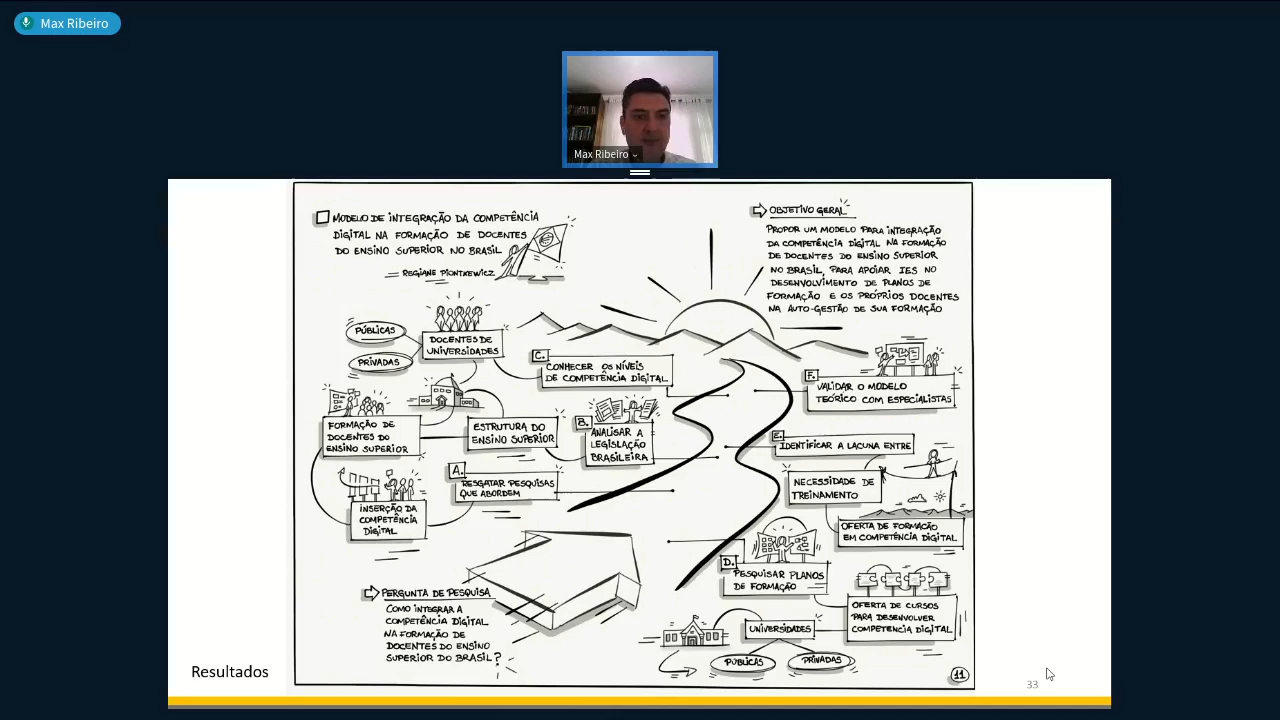 Max Ribeiro
Max Ribeiro
MODELO DE INTEGRAÇÃO DA COMPETÊNCIA
DIGITAL NA FORMAÇÃO DE DOCENTES
DO ENSINO SUPERIOR NO BRASIL
REGIANE PIONTKEWICZ
OBJETIVO GERAL
PROPOR UM MODELO PARA INTEGRAÇÃO
DA COMPETÊNCIA DIGITAL NA FORMAÇÃO
DE DOCENTES DO ENSINO SUPERIOR
NO BRASIL, PARA APOIAR IES NO
DESENVOLVIMENTO DE PLANOS DE
FORMAÇÃO E OS PRÓPRIOS DOCENTES
NA AUTO-GESTÃO DE SUA FORMAÇÃO
PÚBLICAS
PRIVADAS
DOCENTES DE
UNIVERSIDADES
C.
CONHECER OS NÍVEIS
DE COMPETÊNCIA DIGITAL
F.
VALIDAR O MODELO
TEÓRICO COM ESPECIALISTAS
FORMAÇÃO DE
DOCENTES DO
ENSINO SUPERIOR
ESTRUTURA DO
ENSINO SUPERIOR
B.
ANALISAR A
LEGISLAÇÃO
BRASILEIRA
E.
IDENTIFICAR A LACUNA ENTRE
A.
RESGATAR PESQUISAS
QUE ABORDEM
NECESSIDADE DE
TREINAMENTO
INSERÇÃO DA
COMPETÊNCIA
DIGITAL
OFERTA DE FORMAÇÃO
EM COMPETÊNCIA DIGITAL
D.
PESQUISAR PLANOS
DE FORMAÇÃO
PERGUNTA DE PESQUISA
COMO INTEGRAR A
COMPETÊNCIA DIGITAL
NA FORMAÇÃO DE
DOCENTES DO ENSINO
SUPERIOR DO BRASIL?
OFERTA DE CURSOS
PARA DESENVOLVER
COMPETENCIA DIGITAL
UNIVERSIDADES
PÚBLICAS
PRIVADAS
11
Resultados
33